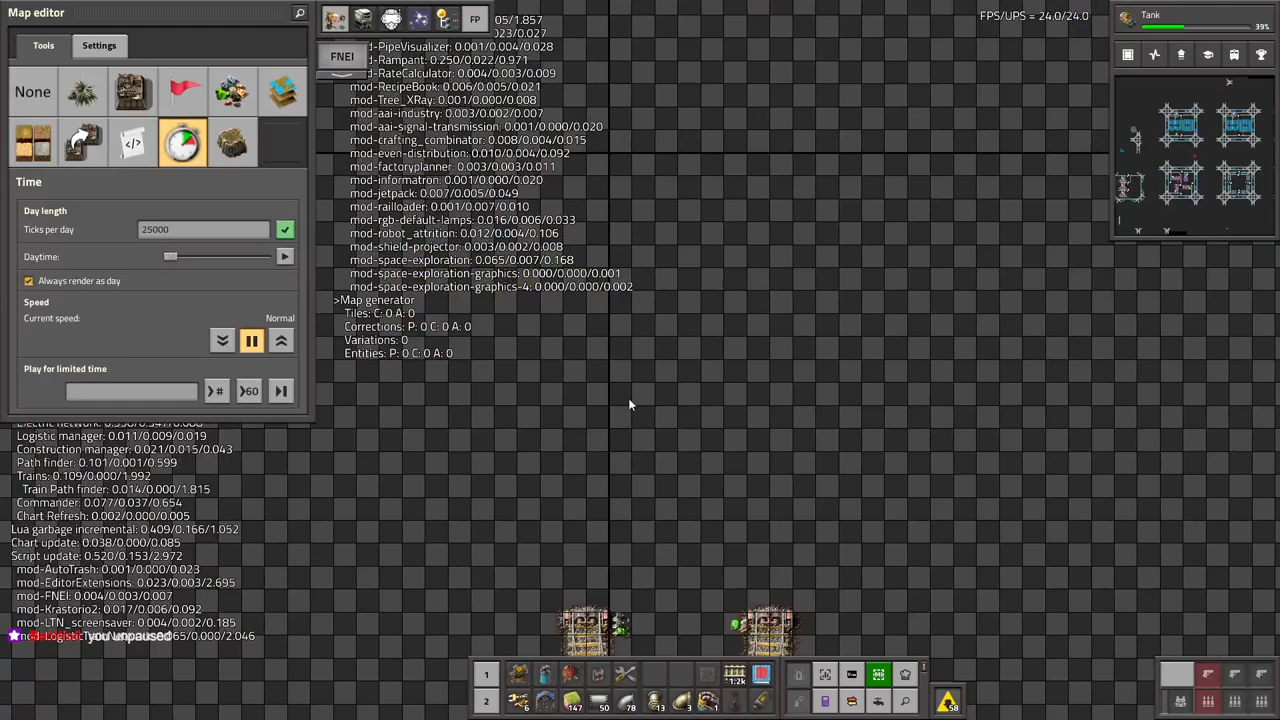 Map editor
Tools
Settings
None
Time
Day length
Ticks per day
25000
Daytime:
Always render as day
Speed
Current speed:
Normal
Play for limited time
#
60
FP
FNEI
05/1.857
023/0.027
mod-PipeVisualizer: 0.001/0.004/0.028
mod-Rampant: 0.250/0.022/0.971
mod-RateCalculator: 0.004/0.003/0.009
mod-RecipeBook: 0.006/0.005/0.021
mod-Tree_XRay: 0.001/0.000/0.008
mod-aai-industry: 0.003/0.002/0.007
mod-aai-signal-transmission: 0.001/0.000/0.020
mod-crafting_combinator: 0.008/0.004/0.015
mod-even-distribution: 0.010/0.004/0.092
mod-factoryplanner: 0.003/0.003/0.011
mod-informatron: 0.001/0.000/0.020
mod-jetpack: 0.007/0.005/0.049
mod-railloader: 0.001/0.007/0.010
mod-rgb-default-lamps: 0.016/0.006/0.033
mod-robot_attrition: 0.012/0.004/0.106
mod-shield-projector: 0.003/0.002/0.008
mod-space-exploration: 0.065/0.007/0.168
mod-space-exploration-graphics: 0.000/0.000/0.001
mod-space-exploration-graphics-4: 0.000/0.000/0.002
>Map generator
Tiles: C: 0 A: 0
Corrections: P: 0 C: 0 A: 0
Variations: 0
Entities: P: 0 C: 0 A: 0
FPS/UPS = 24.0/24.0
Tank
39%
Logistic manager: 0.011/0.009/0.019
Construction manager: 0.021/0.015/0.043
Path finder: 0.101/0.001/0.599
Trains: 0.109/0.000/1.992
Train Path finder: 0.014/0.000/1.815
Commander: 0.077/0.037/0.654
Chart Refresh: 0.002/0.000/0.005
Lua garbage incremental: 0.409/0.166/1.052
Chart update: 0.038/0.000/0.085
Script update: 0.520/0.153/2.972
mod-AutoTrash: 0.001/0.000/0.023
mod-EditorExtensions: 0.023/0.003/2.695
mod-FNEI: 0.004/0.003/0.007
mod-Krastorio2: 0.017/0.006/0.092
mod-LTN_screensaver: 0.004/0.002/0.185
you unpaused
/0.000/2.046
1
1.2k
2
147
50
78
13
3
1
58